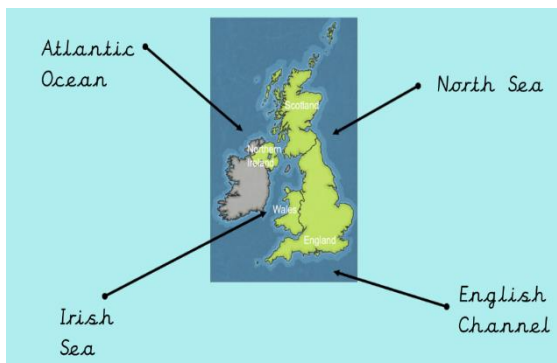 Atlantic
Ocean
North Sea
Scotland
Northern
Ireland
Wales
England
Irish
Sea
English
Channel